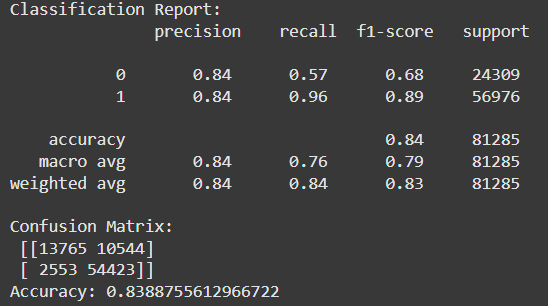 Classification Report:
precision recall f1-score support
0 0.84 0.57 0.68 24309
1 0.84 0.96 0.89 56976
accuracy 0.84 81285
macro avg 0.84 0.76 0.79 81285
weighted avg 0.84 0.84 0.83 81285
Confusion Matrix:
[[13765 10544]
[ 2553 54423]]
Accuracy: 0.8388755612966722